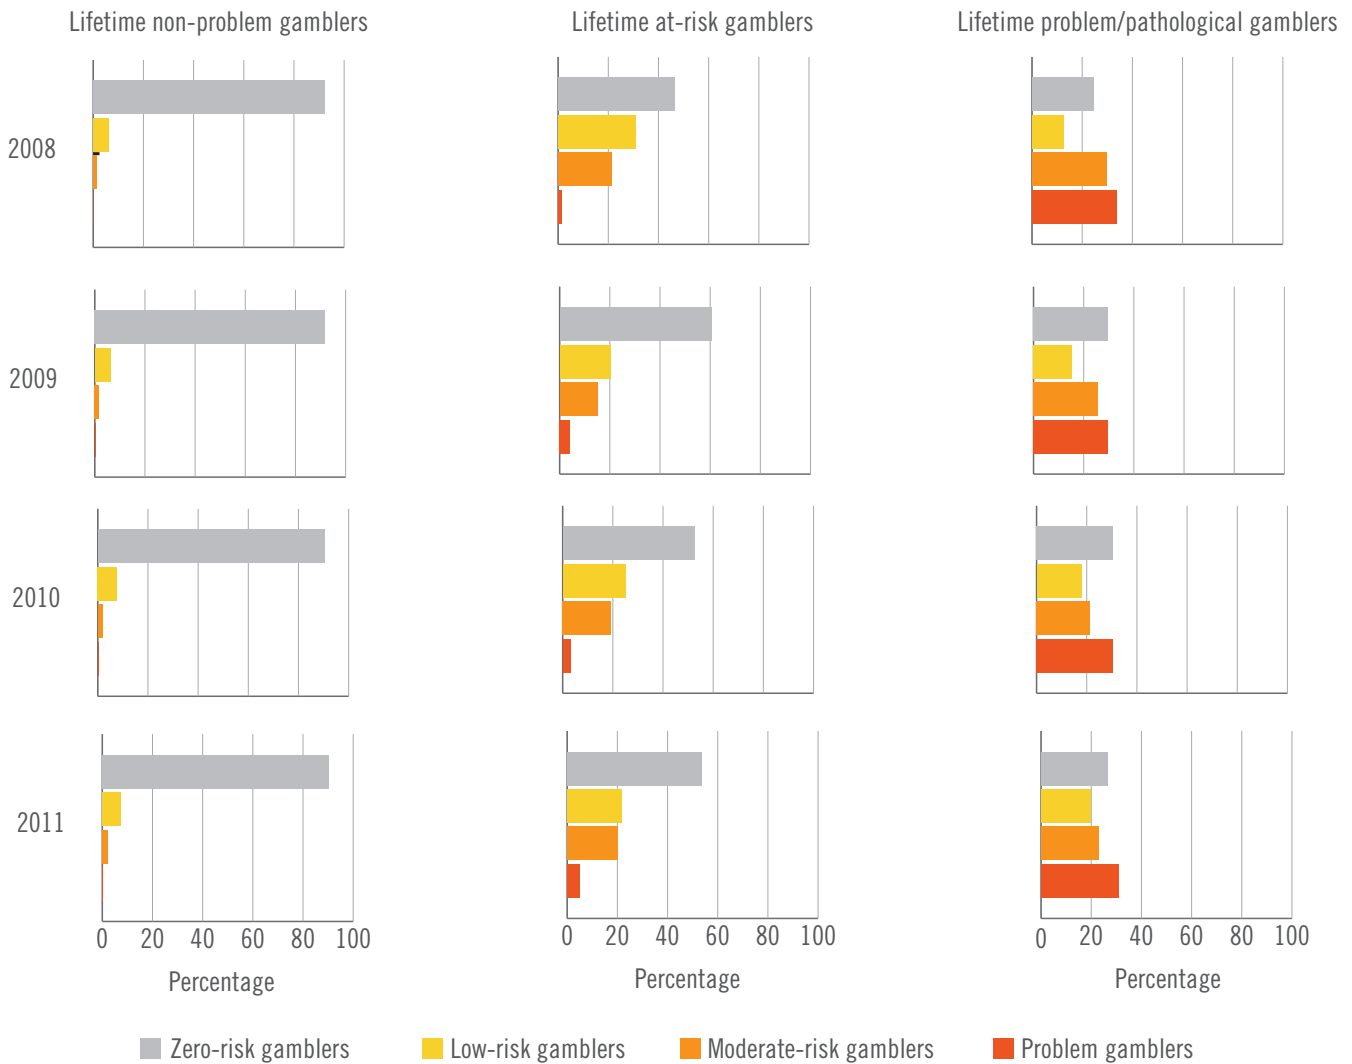 Lifetime non-problem gamblers
Lifetime at-risk gamblers
Lifetime problem/pathological gamblers
2008
2009
2010
2011
0 20 40 60 80 100
0 20 40 60 80 100
0 20 40 60 80 100
Percentage
Percentage
Percentage
Zero-risk gamblers
Low-risk gamblers
Moderate-risk gamblers
Problem gamblers